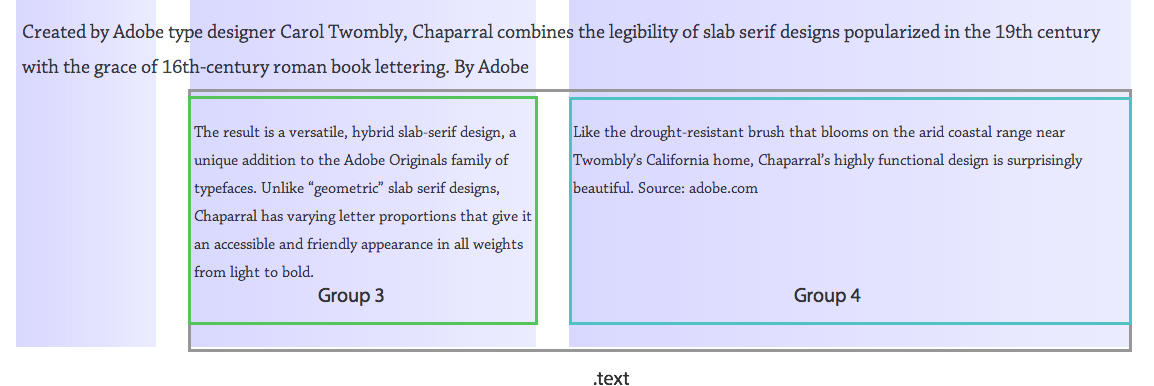 Created by Adobe type designer Carol Twombly, Chaparral combines the legibility of slab serif designs popularized in the 19th century
with the grace of 16th-century roman book lettering. By Adobe
The result is a versatile, hybrid slab-serif design, a
unique addition to the Adobe Originals family of
typefaces. Unlike “geometric” slab serif designs,
Chaparral has varying letter proportions that give it
an accessible and friendly appearance in all weights
from light to bold.
Group 3
Like the drought-resistant brush that blooms on the arid coastal range near
Twombly’s California home, Chaparral’s highly functional design is surprisingly
beautiful. Source: adobe.com
Group 4
.text